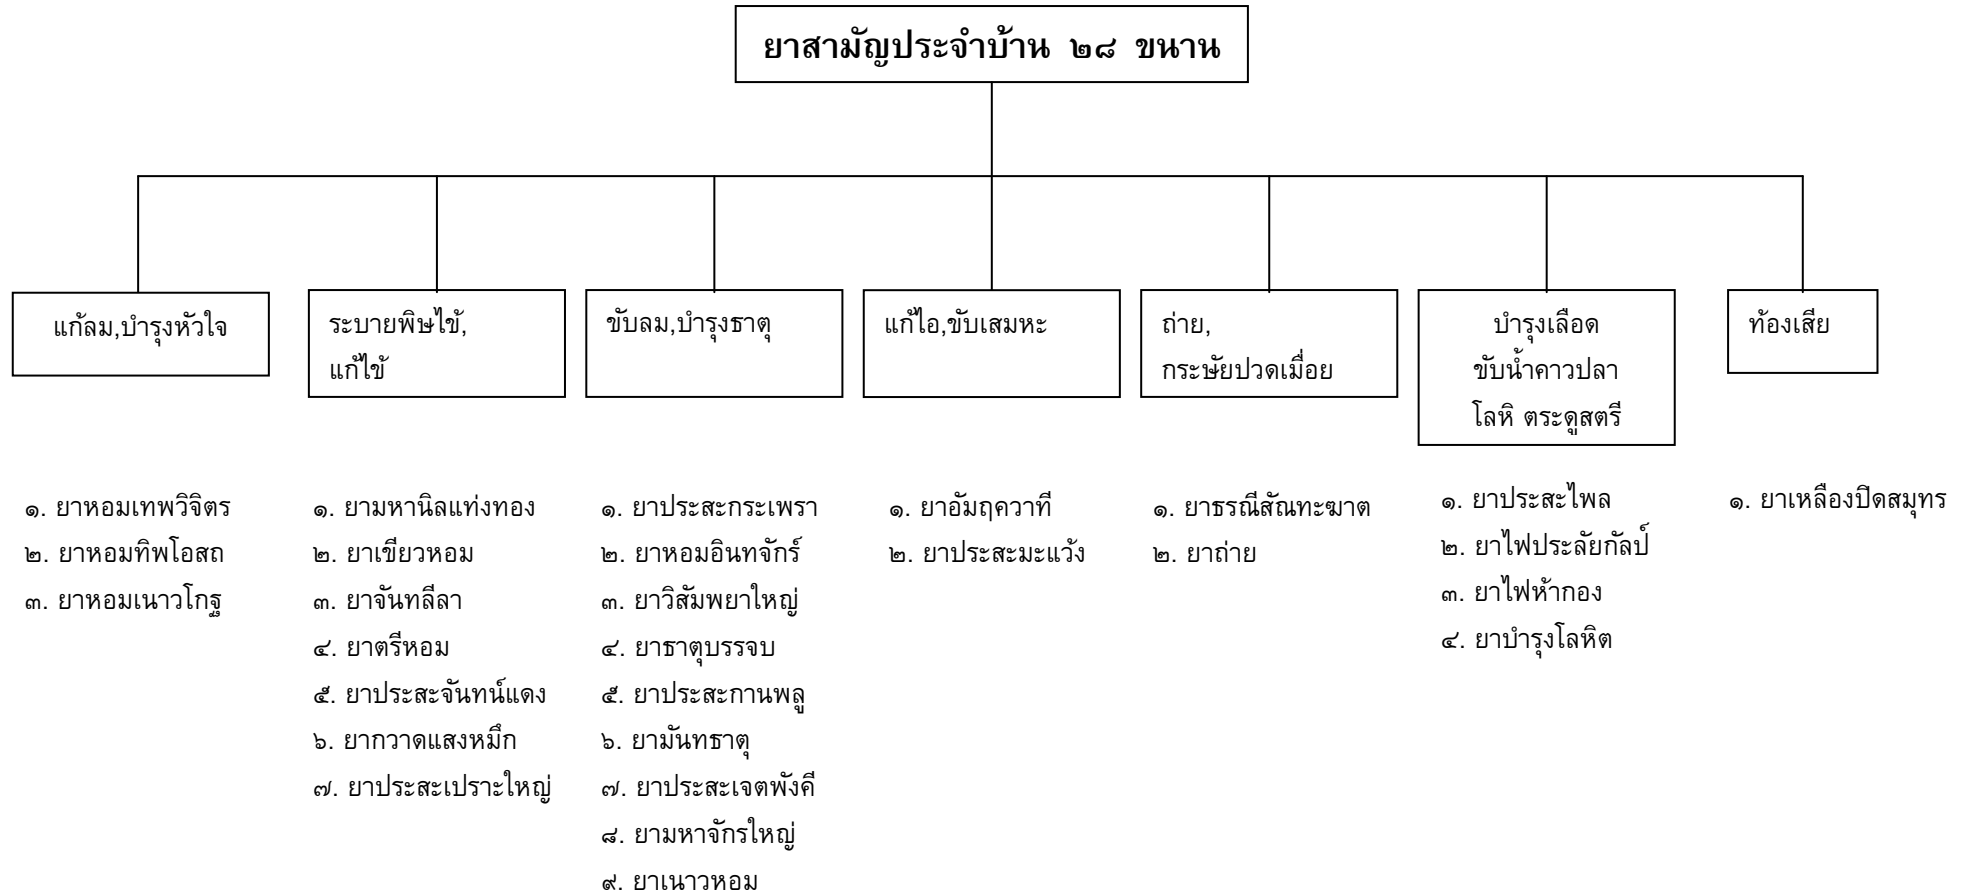 ยาสามัญประจำบ้าน ๒๘ ขนาน
แก้ลม,บำรุงหัวใจ
ระบายพิษไข้,
แก้ไข้
ขับลม,บำรุงธาตุ
แก้ไอ,ขับเสมหะ
ถ่าย,
กระษัยปวดเมื่อย
บำรุงเลือด
ขับน้ำคาวปลา
โลหิ ตระดูสตรี
ท้องเสีย
๑. ยาหอมเทพวิจิตร
๒. ยาหอมทิพโอสถ
๓. ยาหอมเนาวโกฐ
๑. ยามหานิลแท่งทอง
๒. ยาเขียวหอม
๓. ยาจันทลีลา
๔. ยาตรีหอม
๕. ยาประสะจันทน์แดง
๖. ยากวาดแสงหมึก
๗. ยาประสะเปราะใหญ่
๑. ยาประสะกระเพรา
๒. ยาหอมอินทจักร์
๓. ยาวิสัมพยาใหญ่
๔. ยาธาตุบรรจบ
๕. ยาประสะกานพลู
๖. ยามันทธาตุ
๗. ยาประสะเจตพังคี
๘. ยามหาจักรใหญ่
๙. ยาเนาวหอม
๑. ยาอัมฤควาที
๒. ยาประสะมะแว้ง
๑. ยาธรณีสัณทะฆาต
๒. ยาถ่าย
๑. ยาประสะไพล
๒. ยาไฟประลัยกัลป์
๓. ยาไฟห้ากอง
๔. ยาบำรุงโลหิต
๑. ยาเหลืองปิดสมุทร